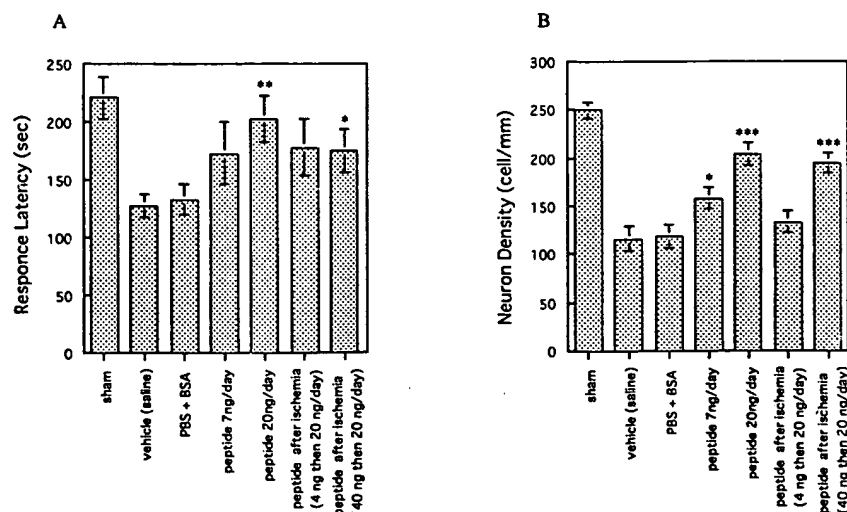 A
Responce Latency (sec)
250
200
150
100
50
0
**
*
sham
vehicle (saline)
PBS + BSA
peptide 7ng/day
peptide 20ng/day
peptide after ischemia
(4 ng then 20 ng/day)
peptide after ischemia
(40 ng then 20 ng/day)
B
Neuron Density (cell/mm)
300
250
200
150
100
50
0
*
***
***
sham
vehicle (saline)
PBS + BSA
peptide 7ng/day
peptide 20ng/day
peptide after ischemia
(4 ng then 20 ng/day)
peptide after ischemia
(40 ng then 20 ng/day)